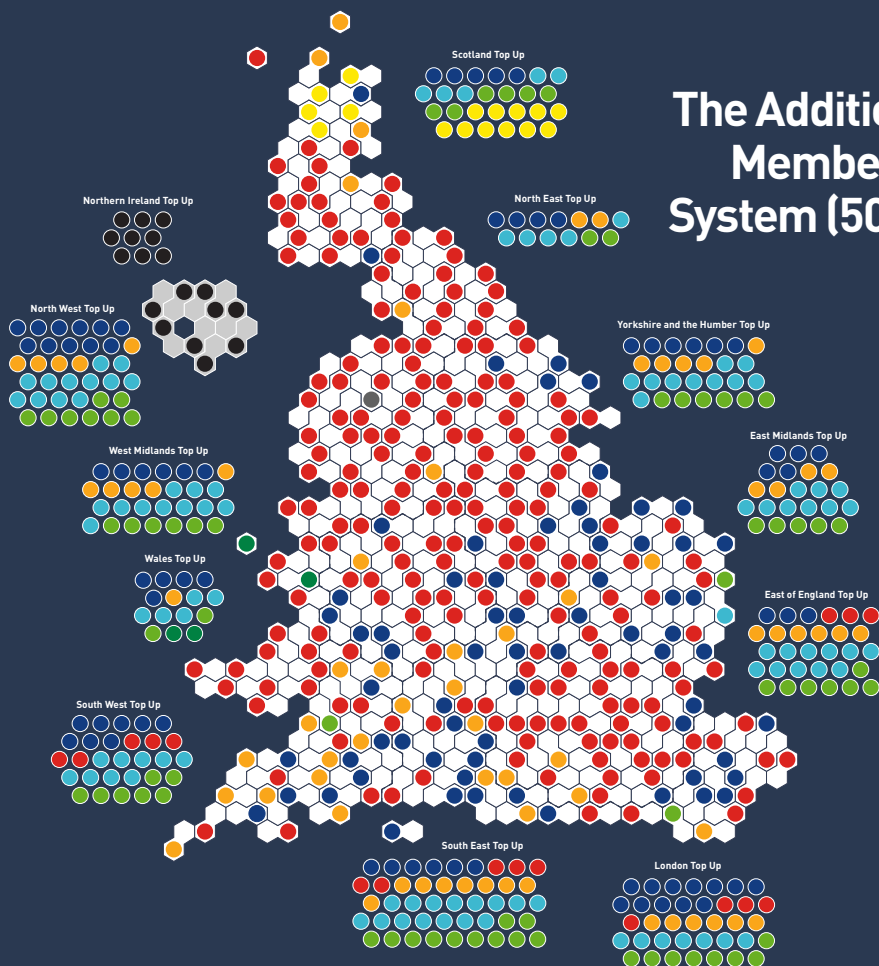 Scotland Top Up
The Additio
Membe
System (50
Northern Ireland Top Up
North East Top Up
North West Top Up
Yorkshire and the Humber Top Up
West Midlands Top Up
East Midlands Top Up
Wales Top Up
East of England Top Up
South West Top Up
South East Top Up
London Top Up